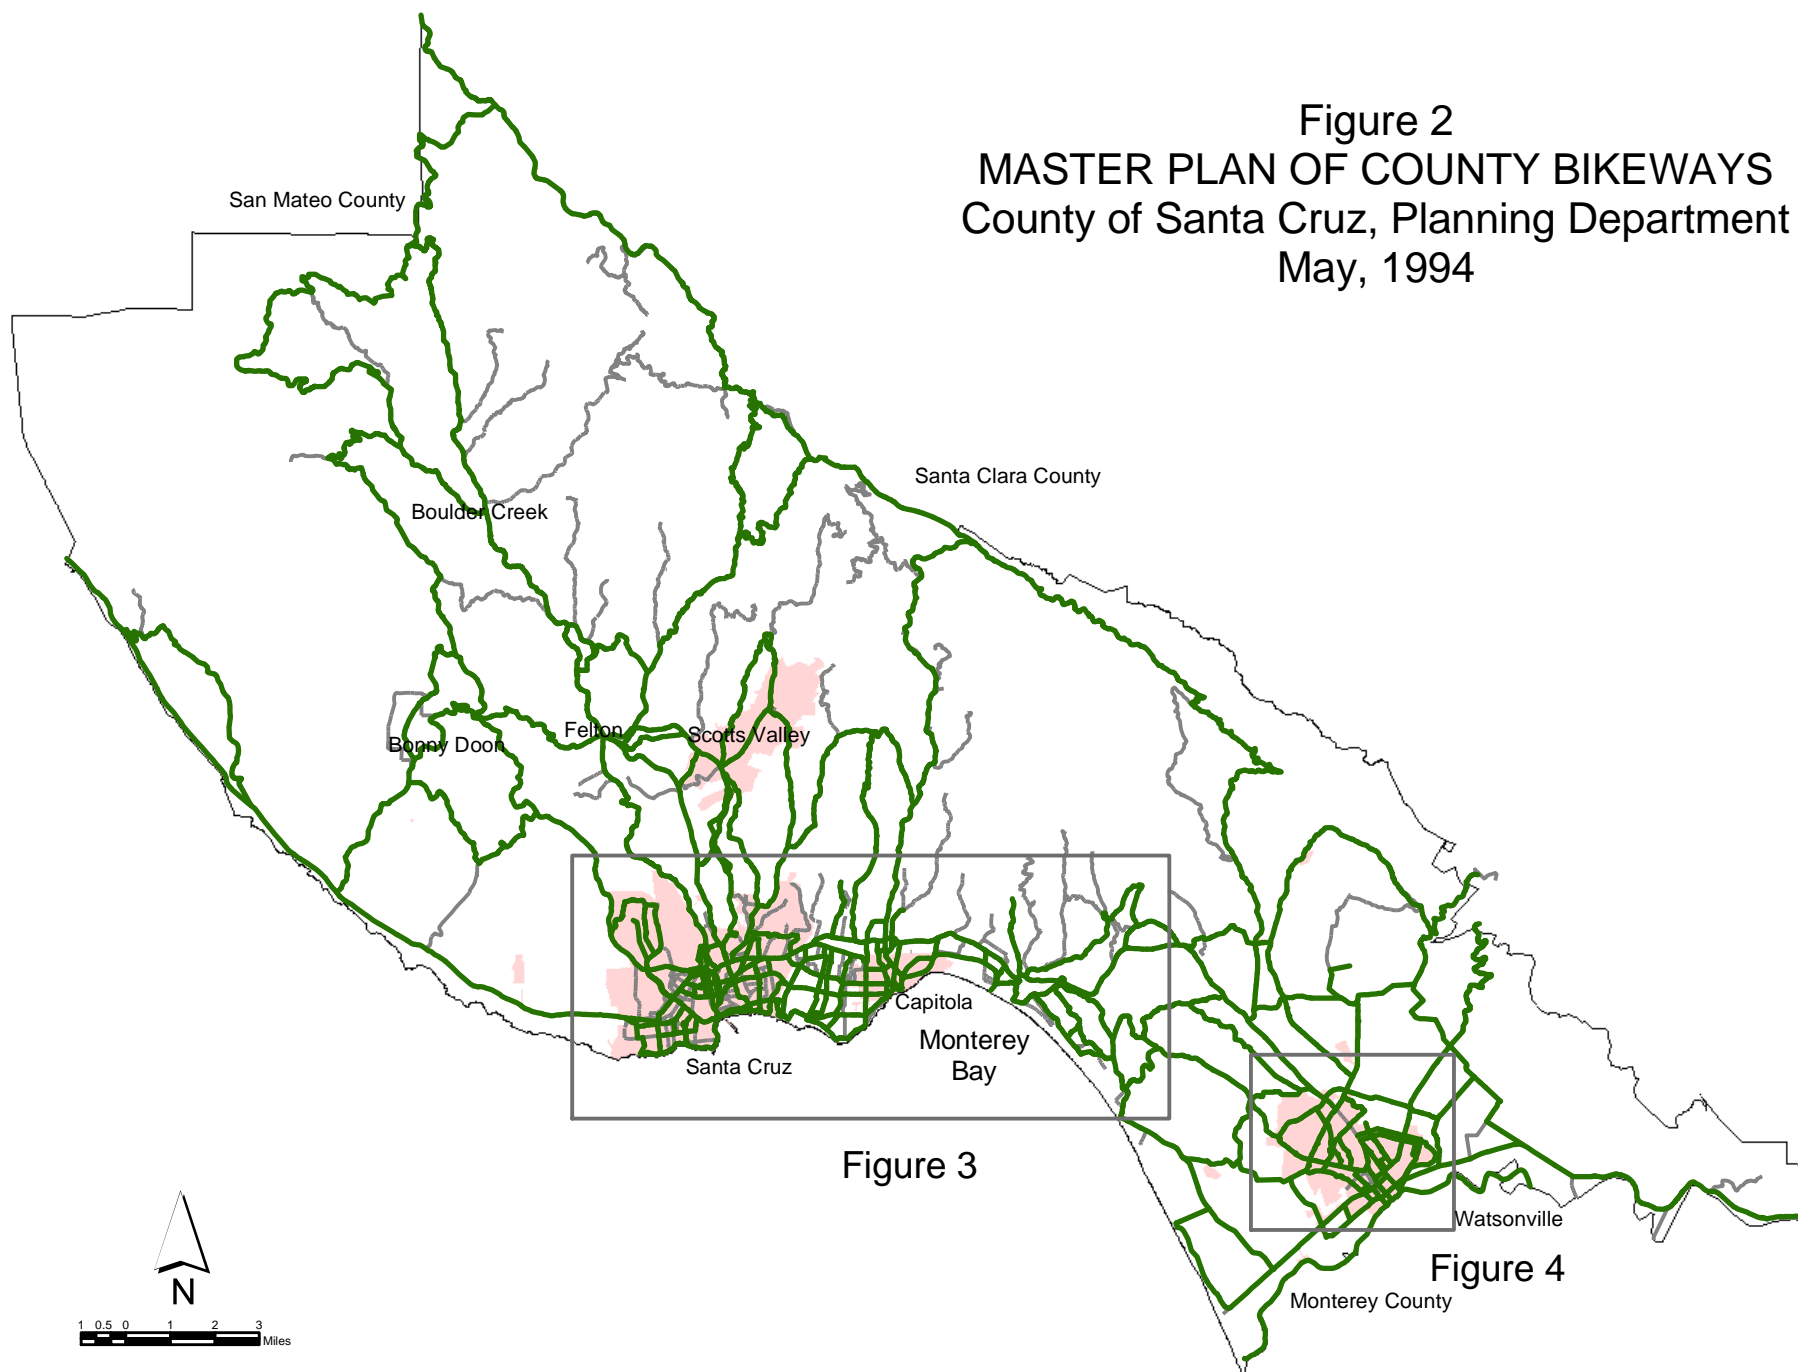 Figure 2
MASTER PLAN OF COUNTY BIKEWAYS
County of Santa Cruz, Planning Department
May, 1994
San Mateo County
Santa Clara County
Boulder Creek
Felton
Scotts Valley
Bonny Doon
Capitola
Monterey
Bay
Santa Cruz
Figure 3
Watsonville
Figure 4
Monterey County
N
1 0.5 0 1 2 3
Miles